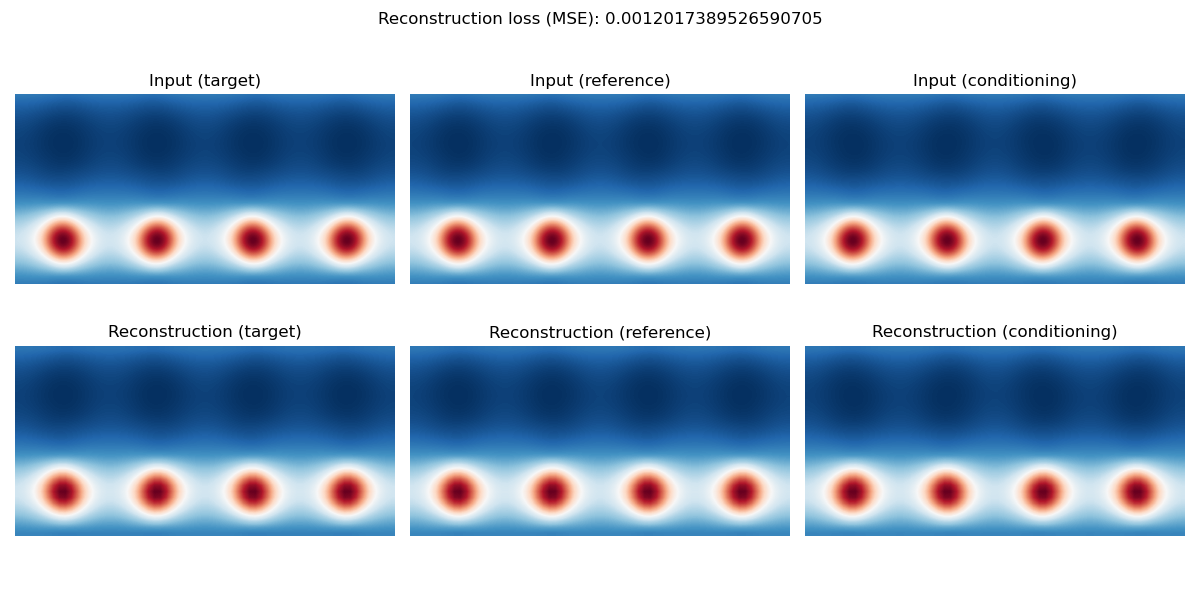 Reconstruction loss (MSE): 0.0012017389526590705
Input (target)
Input (reference)
Input (conditioning)
Reconstruction (target)
Reconstruction (reference)
Reconstruction (conditioning)